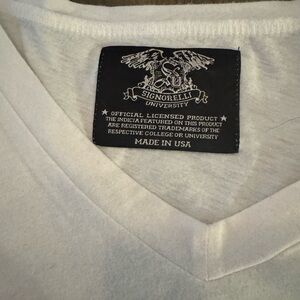 SIGNORELLI
UNIVERSITY
★ OFFICIAL LICENSED PRODUCT ★
THE INDICIA FEATURED ON THIS PRODUCT
ARE REGISTERED TRADEMARKS OF THE
RESPECTIVE COLLEGE OR UNIVERSITY
MADE IN USA